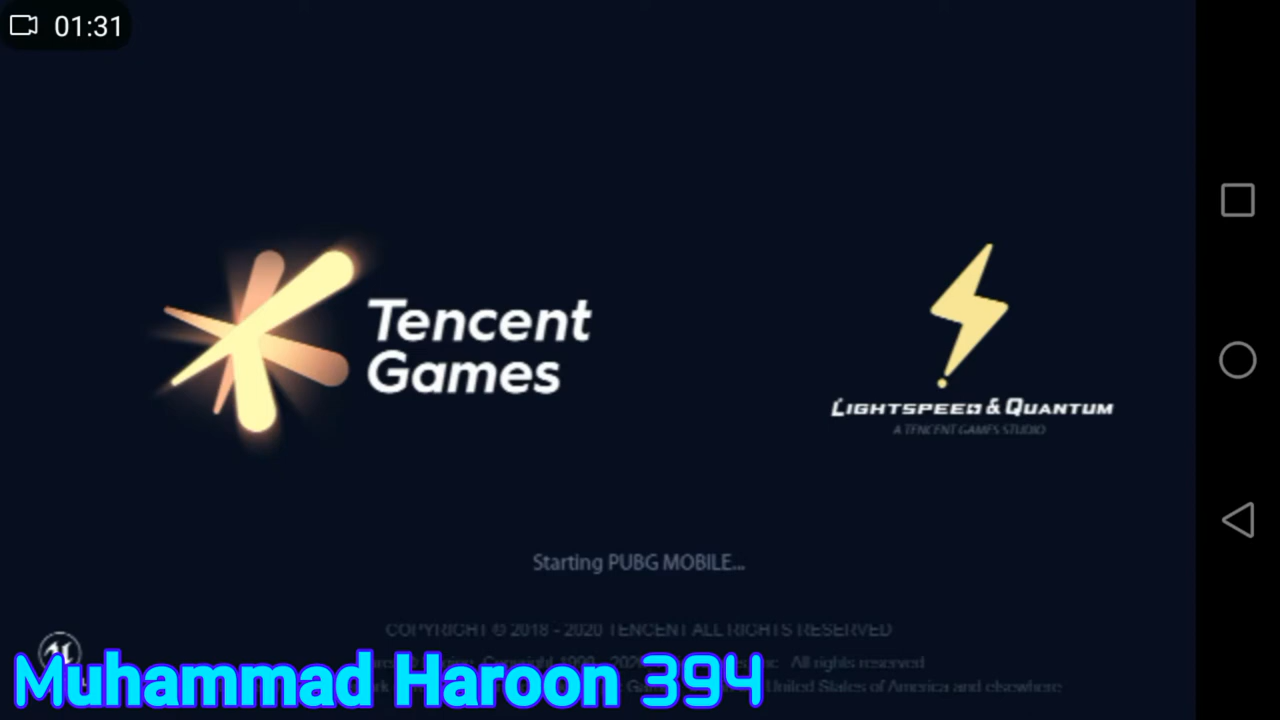 01:31
Tencent
Games
LIGHTSPEED & QUANTUM
A TENCENT GAMES STUDIO
Starting PUBG MOBILE...
COPYRIGHT © 2018 - 2020 TENCENT ALL RIGHTS RESERVED
All rights reserved
United States of America and elsewhere
Muhammad Haroon 394